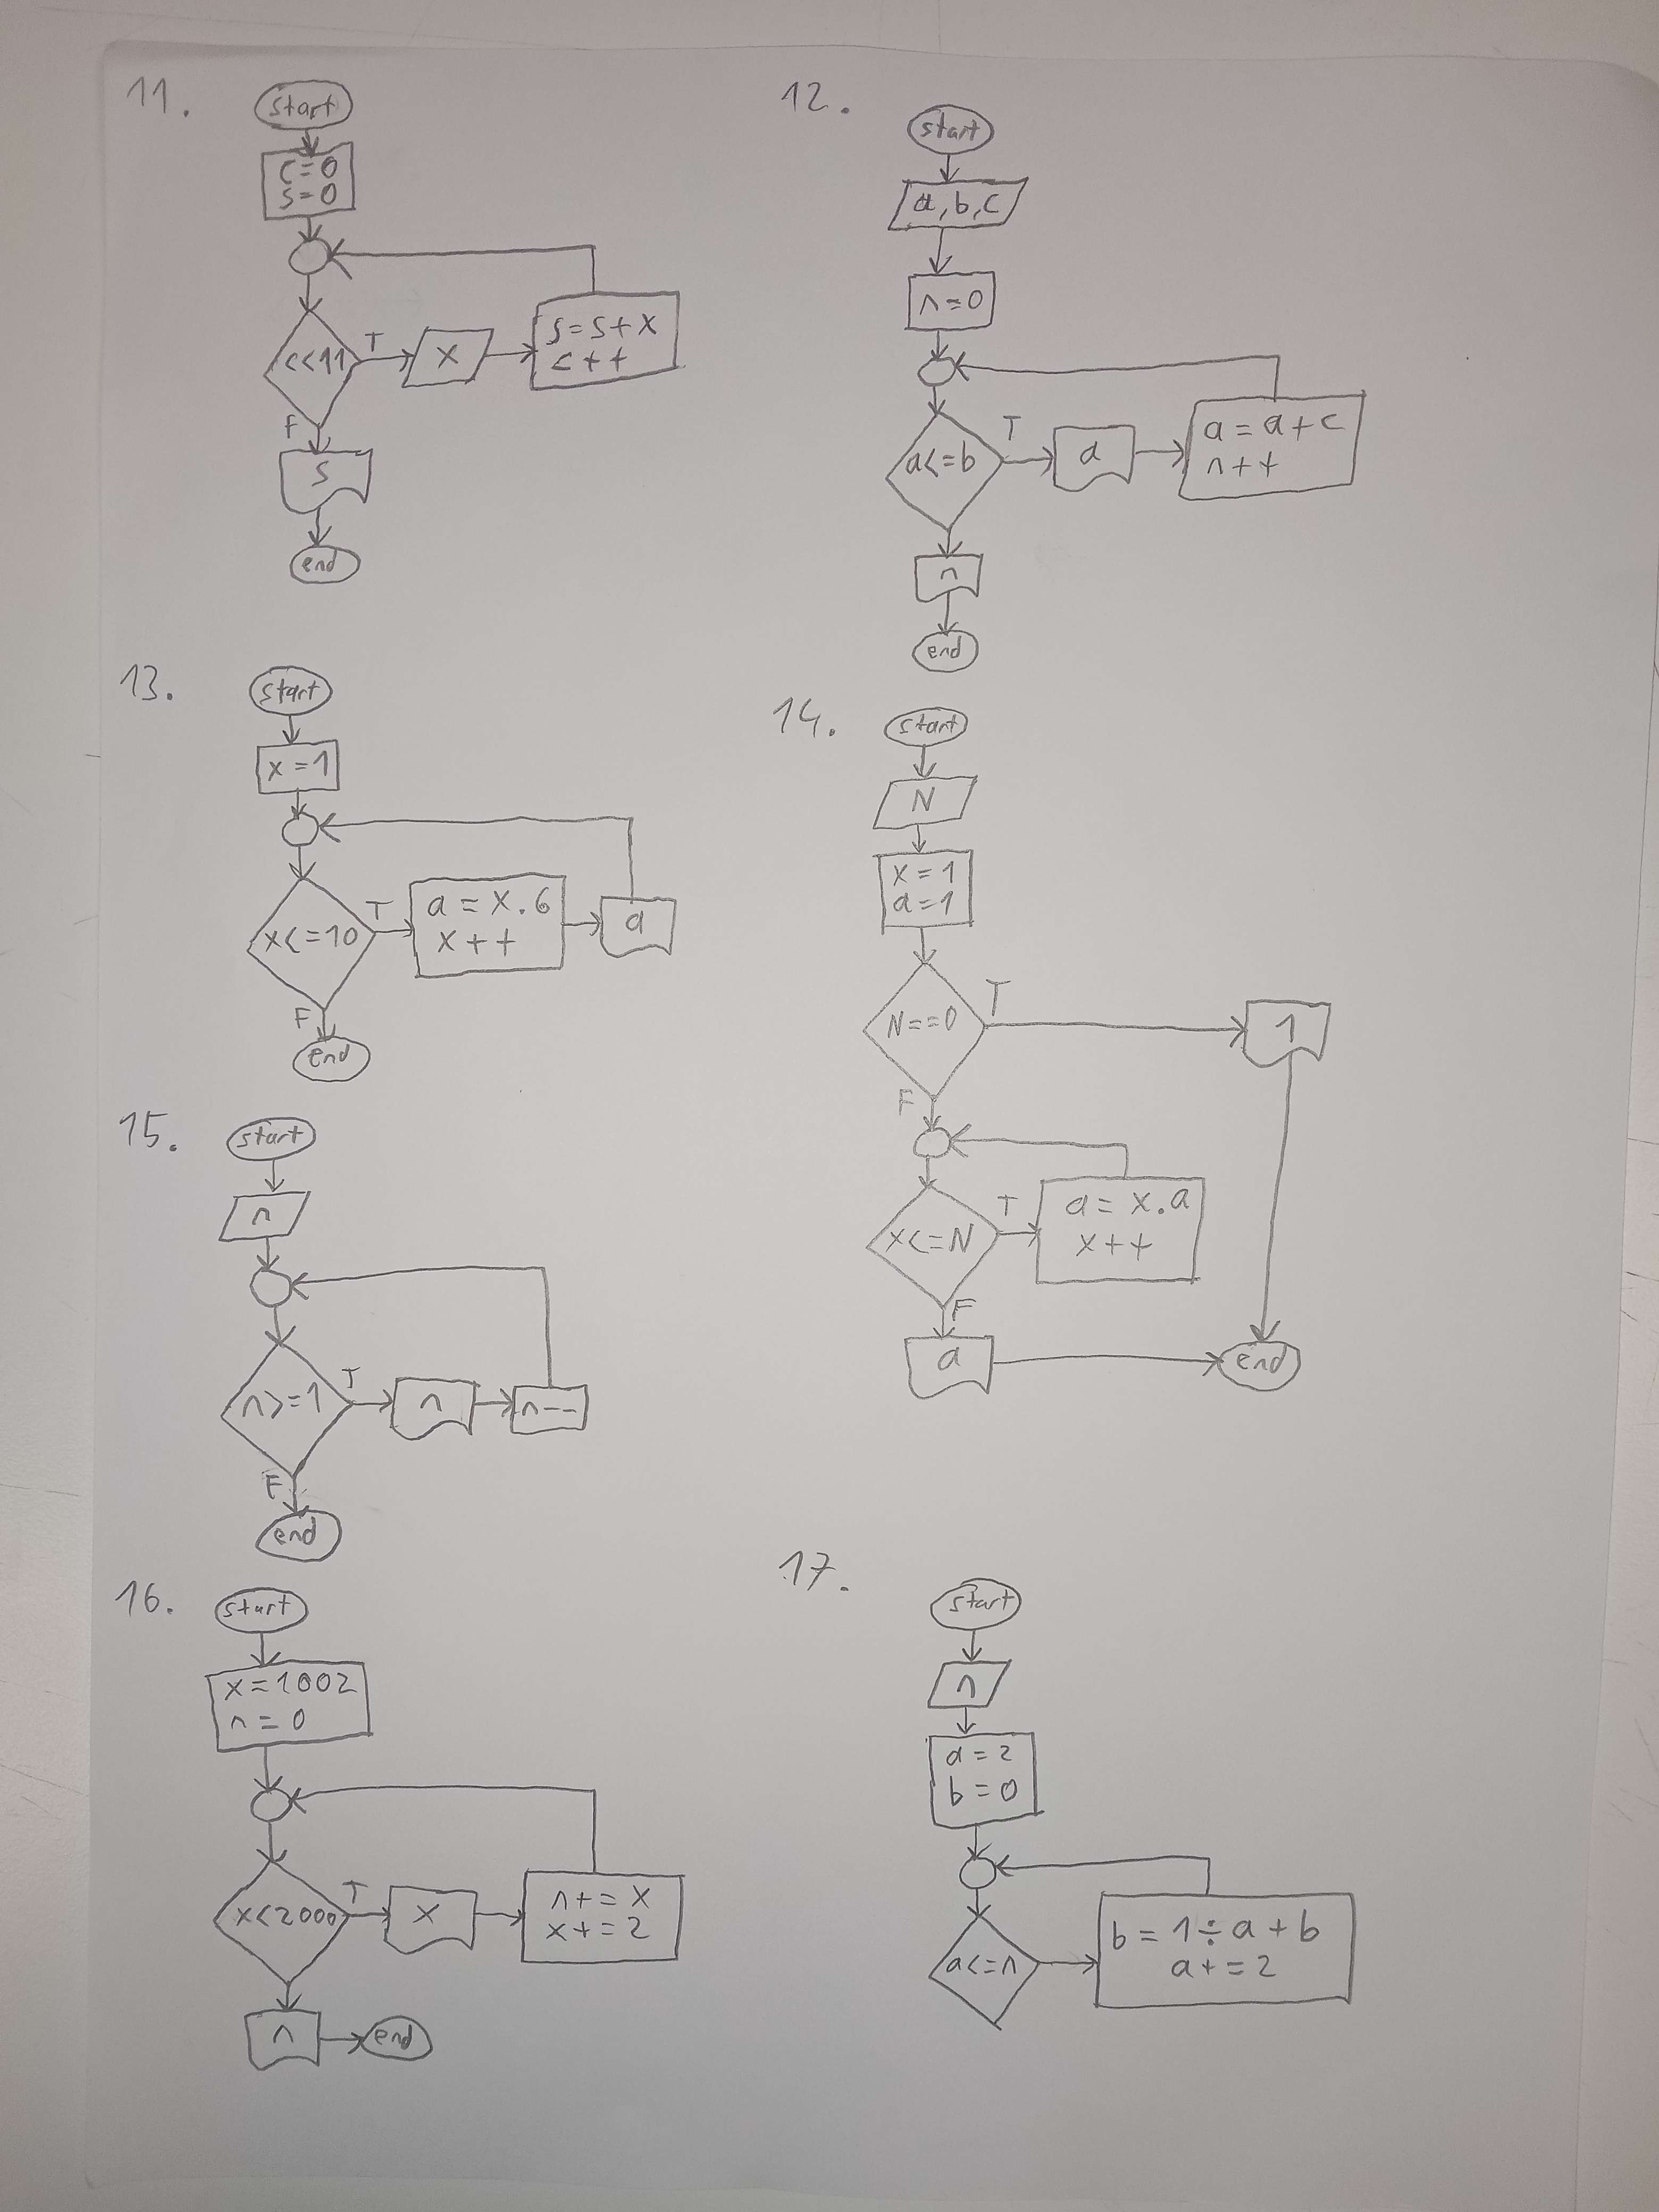 11.
start
c=0
s=0
c<11
T
x
s=s+x
c++
F
s
end
12.
start
a,b,c
n=0
a<=b
T
a
a=a+c
n++
n
end
13.
start
x=1
x<=10
T
a=x.6
x++
a
F
end
14.
start
N
x=1
a=1
N==0
T
1
F
x<=N
T
a=x.a
x++
F
a
end
15.
start
n
n>=1
T
n
n--
F
end
16.
start
x=1002
n=0
x<2000
T
x
n+=x
x+=2
n
end
17.
start
n
a=2
b=0
a<=n
b=1÷a+b
a+=2